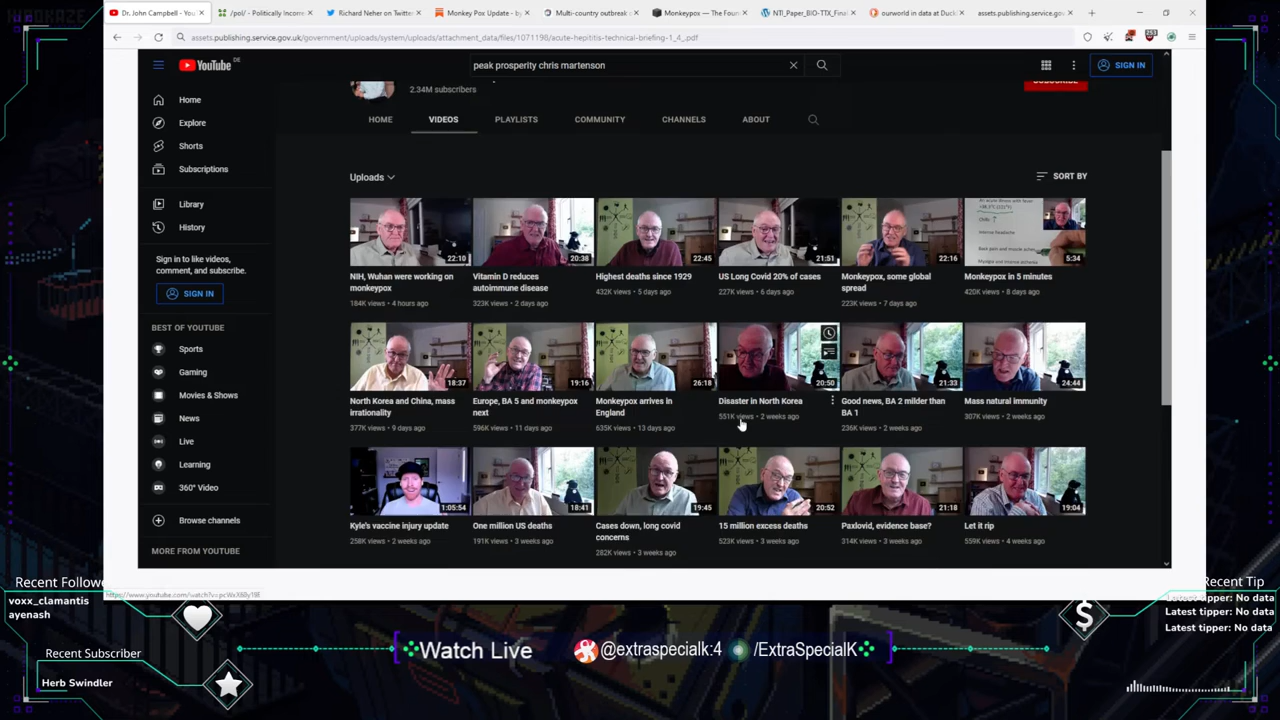 Dr. John Campbell - You
/pol/ - Politically Incorre
Richard Neher on Twitter
Monkey Pox Update - by
Multi-country outbreak
Monkeypox — The Fo
NTI_Paper
ourworld in data at Duck
assets.publishing.service.gov
assets.publishing.service.gov.uk/government/uploads/system/uploads/attachment_data/files/1071198/acute-hepititis-technical-briefing-1_4_.pdf
253
YouTube DE
peak prosperity chris martenson
SIGN IN
2.34M subscribers
SUBSCRIBE
HOME
VIDEOS
PLAYLISTS
COMMUNITY
CHANNELS
ABOUT
Home
Explore
Shorts
Subscriptions
Library
History
Sign in to like videos,
comment, and subscribe.
SIGN IN
BEST OF YOUTUBE
Sports
Gaming
Movies & Shows
News
Live
Learning
360° Video
Browse channels
MORE FROM YOUTUBE
Uploads
SORT BY
22:10
20:38
22:45
21:51
22:16
5:34
NIH, Wuhan were working on
monkeypox
184K views • 4 hours ago
Vitamin D reduces
autoimmune disease
323K views • 2 days ago
Highest deaths since 1929
432K views • 5 days ago
US Long Covid 20% of cases
227K views • 6 days ago
Monkeypox, some global
spread
223K views • 7 days ago
Monkeypox in 5 minutes
420K views • 8 days ago
18:37
19:16
26:18
20:50
21:33
24:44
North Korea and China, mass
irrationality
377K views • 9 days ago
Europe, BA 5 and monkeypox
next
596K views • 11 days ago
Monkeypox arrives in
England
635K views • 13 days ago
Disaster in North Korea
551K views • 2 weeks ago
Good news, BA 2 milder than
BA 1
236K views • 2 weeks ago
Mass natural immunity
307K views • 2 weeks ago
1:05:54
18:41
19:45
20:52
21:18
19:04
Kyle's vaccine injury update
258K views • 2 weeks ago
One million US deaths
191K views • 3 weeks ago
Cases down, long covid
concerns
282K views • 3 weeks ago
15 million excess deaths
523K views • 3 weeks ago
Paxlovid, evidence base?
314K views • 3 weeks ago
Let it rip
559K views • 4 weeks ago
Recent Followe
voxx_clamantis
ayenash
Recent Subscriber
Herb Swindler
Watch Live
@extraspecialk:4
/ExtraSpecialK
Recent Tip
Latest tipper: No data
Latest tipper: No data
Latest tipper: No data